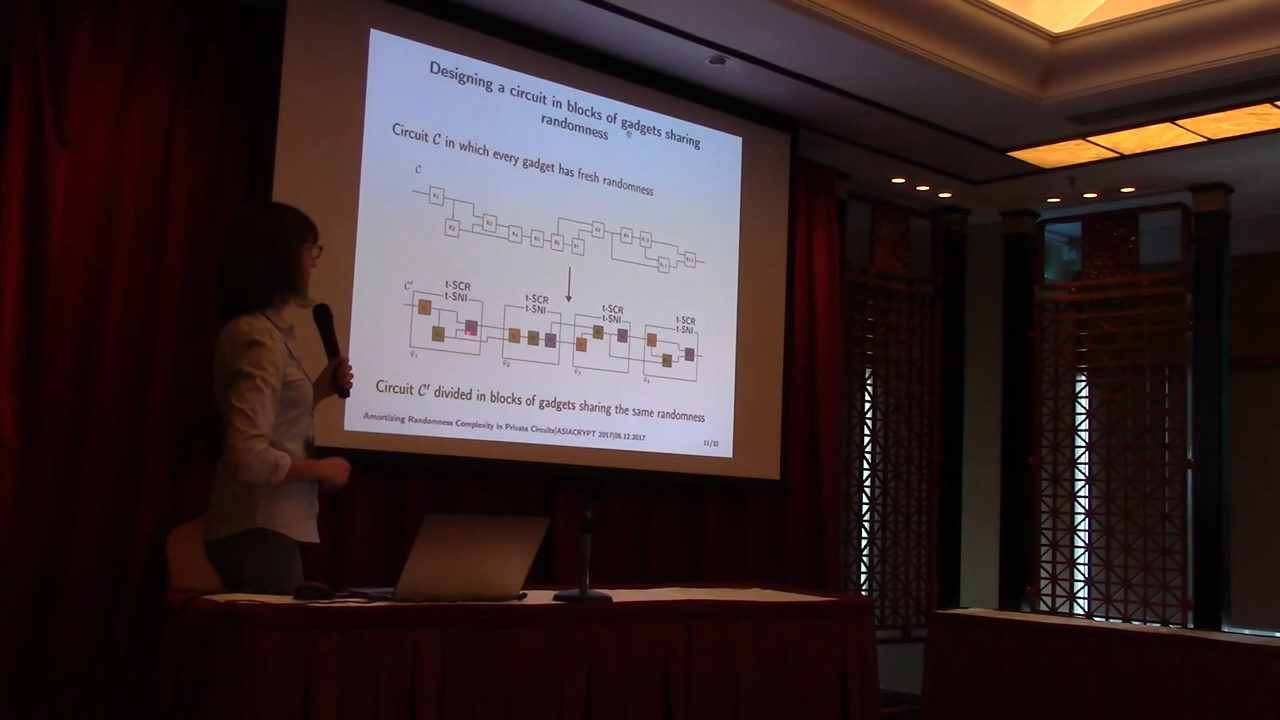 Designing a circuit in blocks of gadgets sharing
randomness
Circuit C in which every gadget has fresh randomness
C
C'
t-SCR
t-SNI
t-SCR
t-SNI
t-SCR
t-SNI
t-SCR
t-SNI
Circuit C' divided in blocks of gadgets sharing the same randomness
Amortizing Randomness Complexity in Private Circuits|ASIACRYPT 2017|05.12.2017
11/32